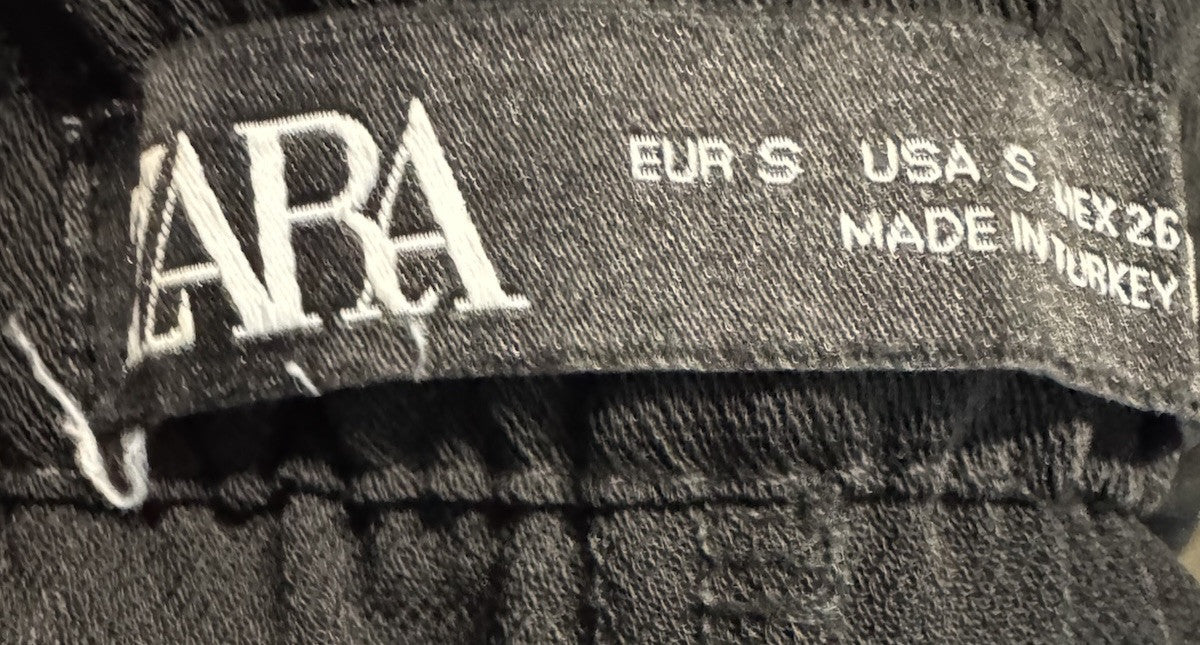 ZARA
EUR S USA S MEX 26
MADE IN TURKEY